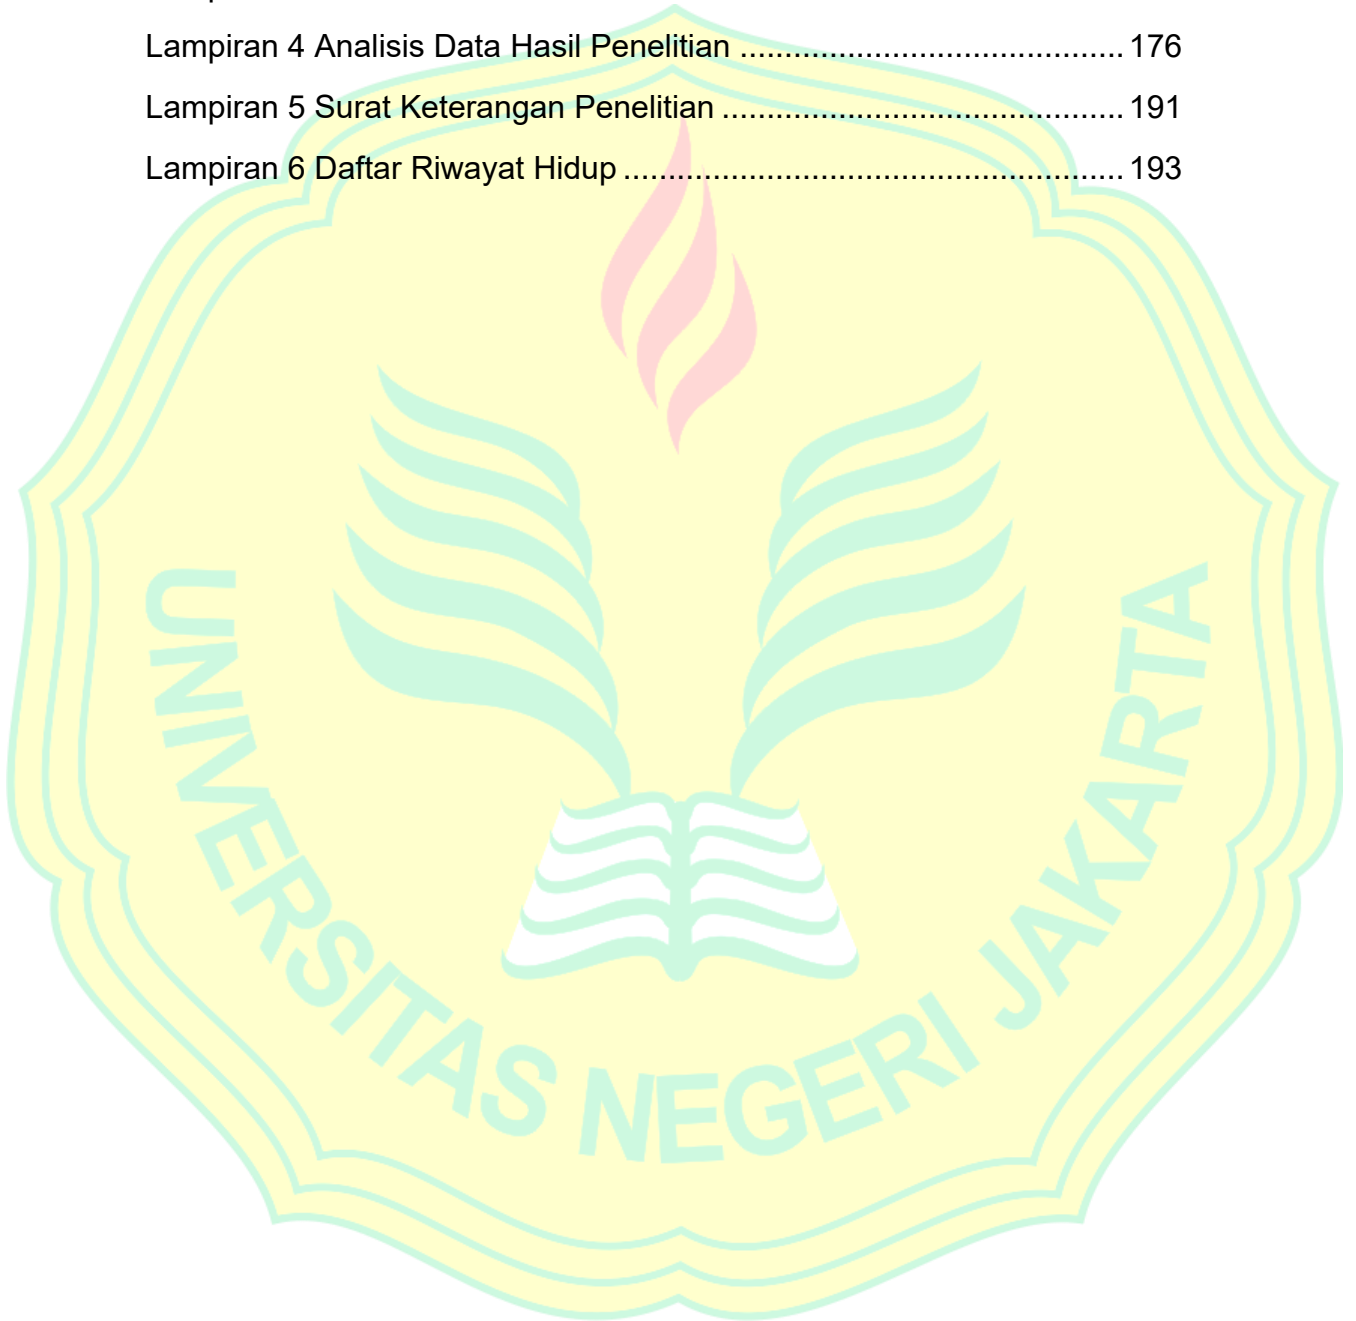 Lampiran 4 Analisis Data Hasil Penelitian ........................................ 176
Lampiran 5 Surat Keterangan Penelitian .......................................... 191
Lampiran 6 Daftar Riwayat Hidup .................................................... 193
UNIVERSITAS NEGERI JAKARTA